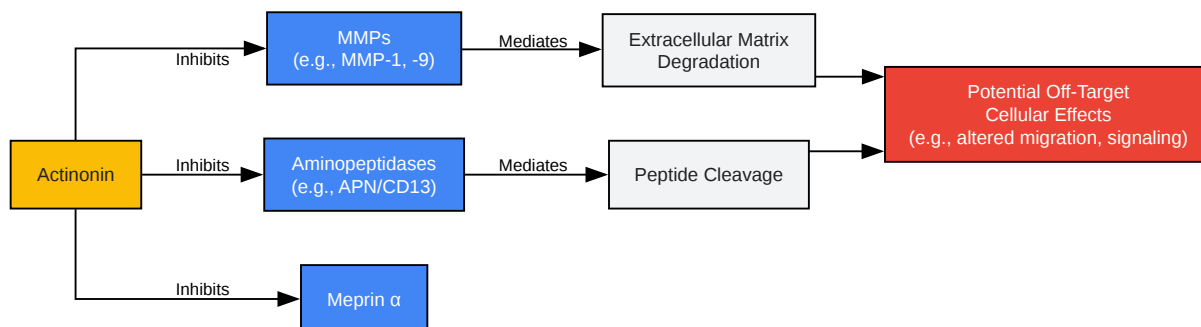 MMPs
(e.g., MMP-1, -9)
Inhibits
Mediates
Extracellular Matrix
Degradation
Potential Off-Target
Cellular Effects
(e.g., altered migration, signaling)
Actinonin
Inhibits
Aminopeptidases
(e.g., APN/CD13)
Mediates
Peptide Cleavage
Inhibits
Meprin α